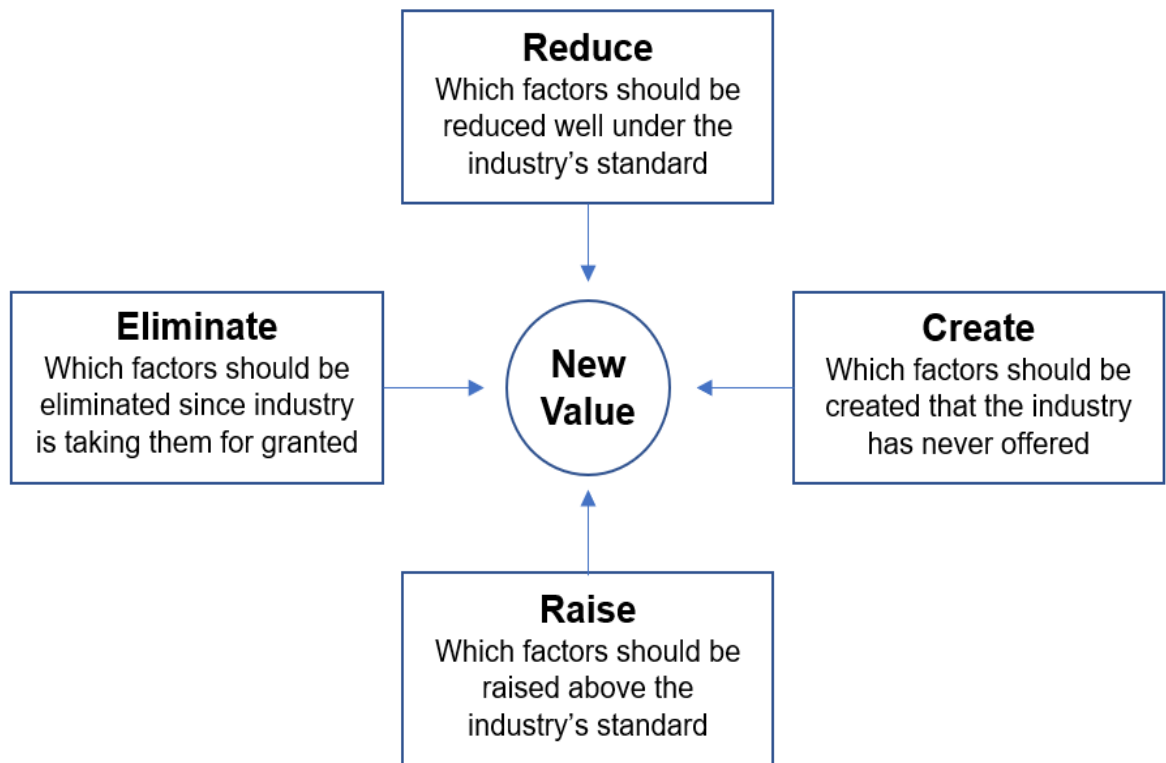 Reduce
Which factors should be
reduced well under the
industry’s standard
Eliminate
Which factors should be
eliminated since industry
is taking them for granted
New
Value
Create
Which factors should be
created that the industry
has never offered
Raise
Which factors should be
raised above the
industry’s standard